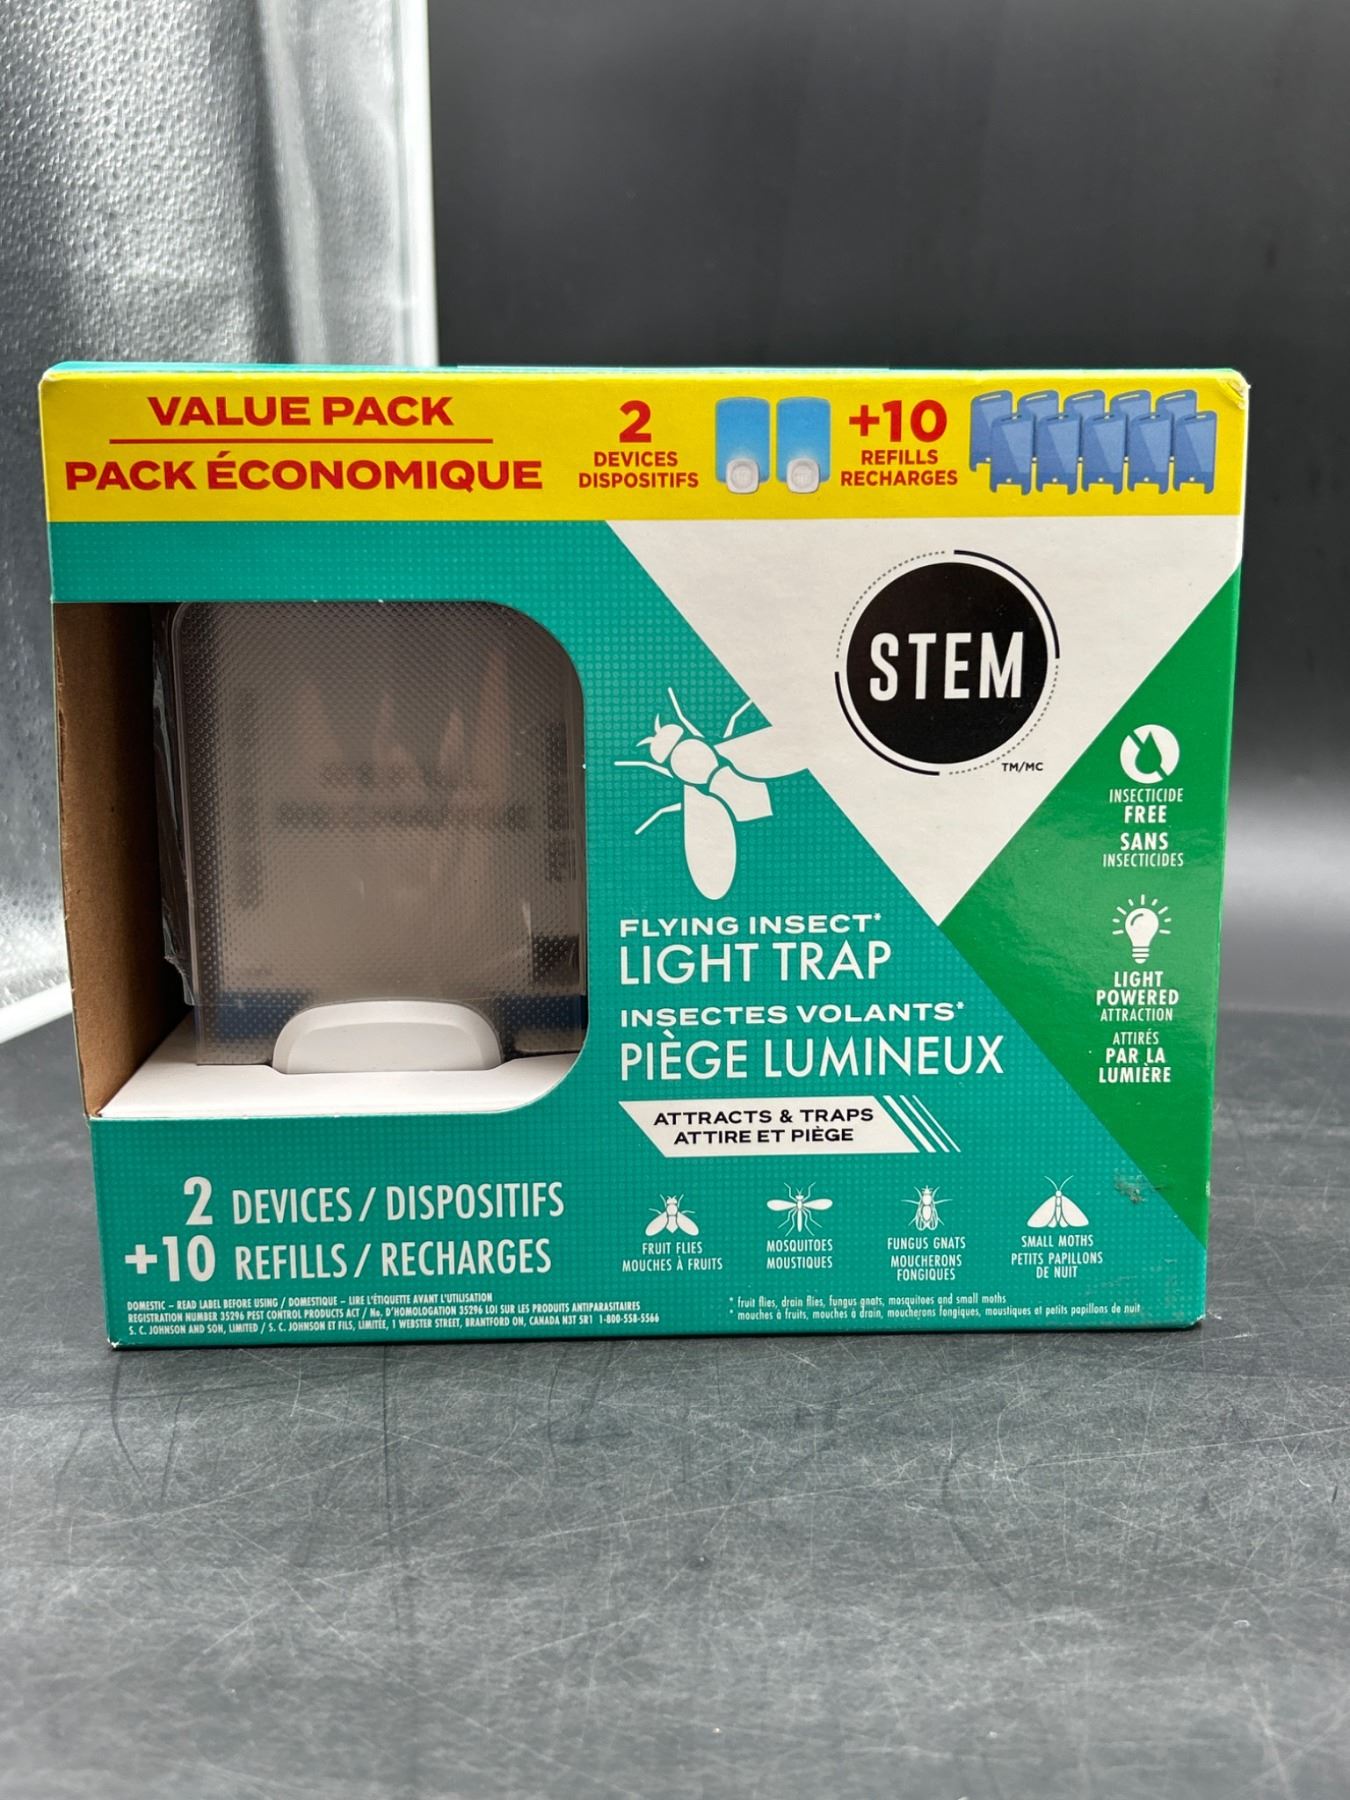 VALUE PACK
PACK ÉCONOMIQUE
2
DEVICES
DISPOSITIFS
+10
REFILLS
RECHARGES
STEM
TM/MC
INSECTICIDE
FREE
SANS
INSECTICIDES
LIGHT
POWERED
ATTRACTION
ATTIRÉS
PAR LA
LUMIÈRE
FLYING INSECT*
LIGHT TRAP
INSECTES VOLANTS*
PIÈGE LUMINEUX
ATTRACTS & TRAPS
ATTIRE ET PIÈGE
2 DEVICES / DISPOSITIFS
+10 REFILLS / RECHARGES
FRUIT FLIES
MOUCHES À FRUITS
MOSQUITOES
MOUSTIQUES
FUNGUS GNATS
MOUCHERONS
FONGIQUES
SMALL MOTHS
PETITS PAPILLONS
DE NUIT
DOMESTIC – READ LABEL BEFORE USING / DOMESTIQUE – LIRE L'ÉTIQUETTE AVANT L'UTILISATION
REGISTRATION NUMBER 35296 PEST CONTROL PRODUCTS ACT / No. D'HOMOLOGATION 35296 LOI SUR LES PRODUITS ANTIPARASITAIRES
S. C. JOHNSON AND SON, LIMITED / S. C. JOHNSON ET FILS, LIMITÉE, 1 WEBSTER STREET, BRANTFORD ON, CANADA N3T 5R1 1-800-558-5566
* fruit flies, drain flies, fungus gnats, mosquitoes and small moths
* mouches à fruits, mouches à drain, moucherons fongiques, moustiques et petits papillons de nuit